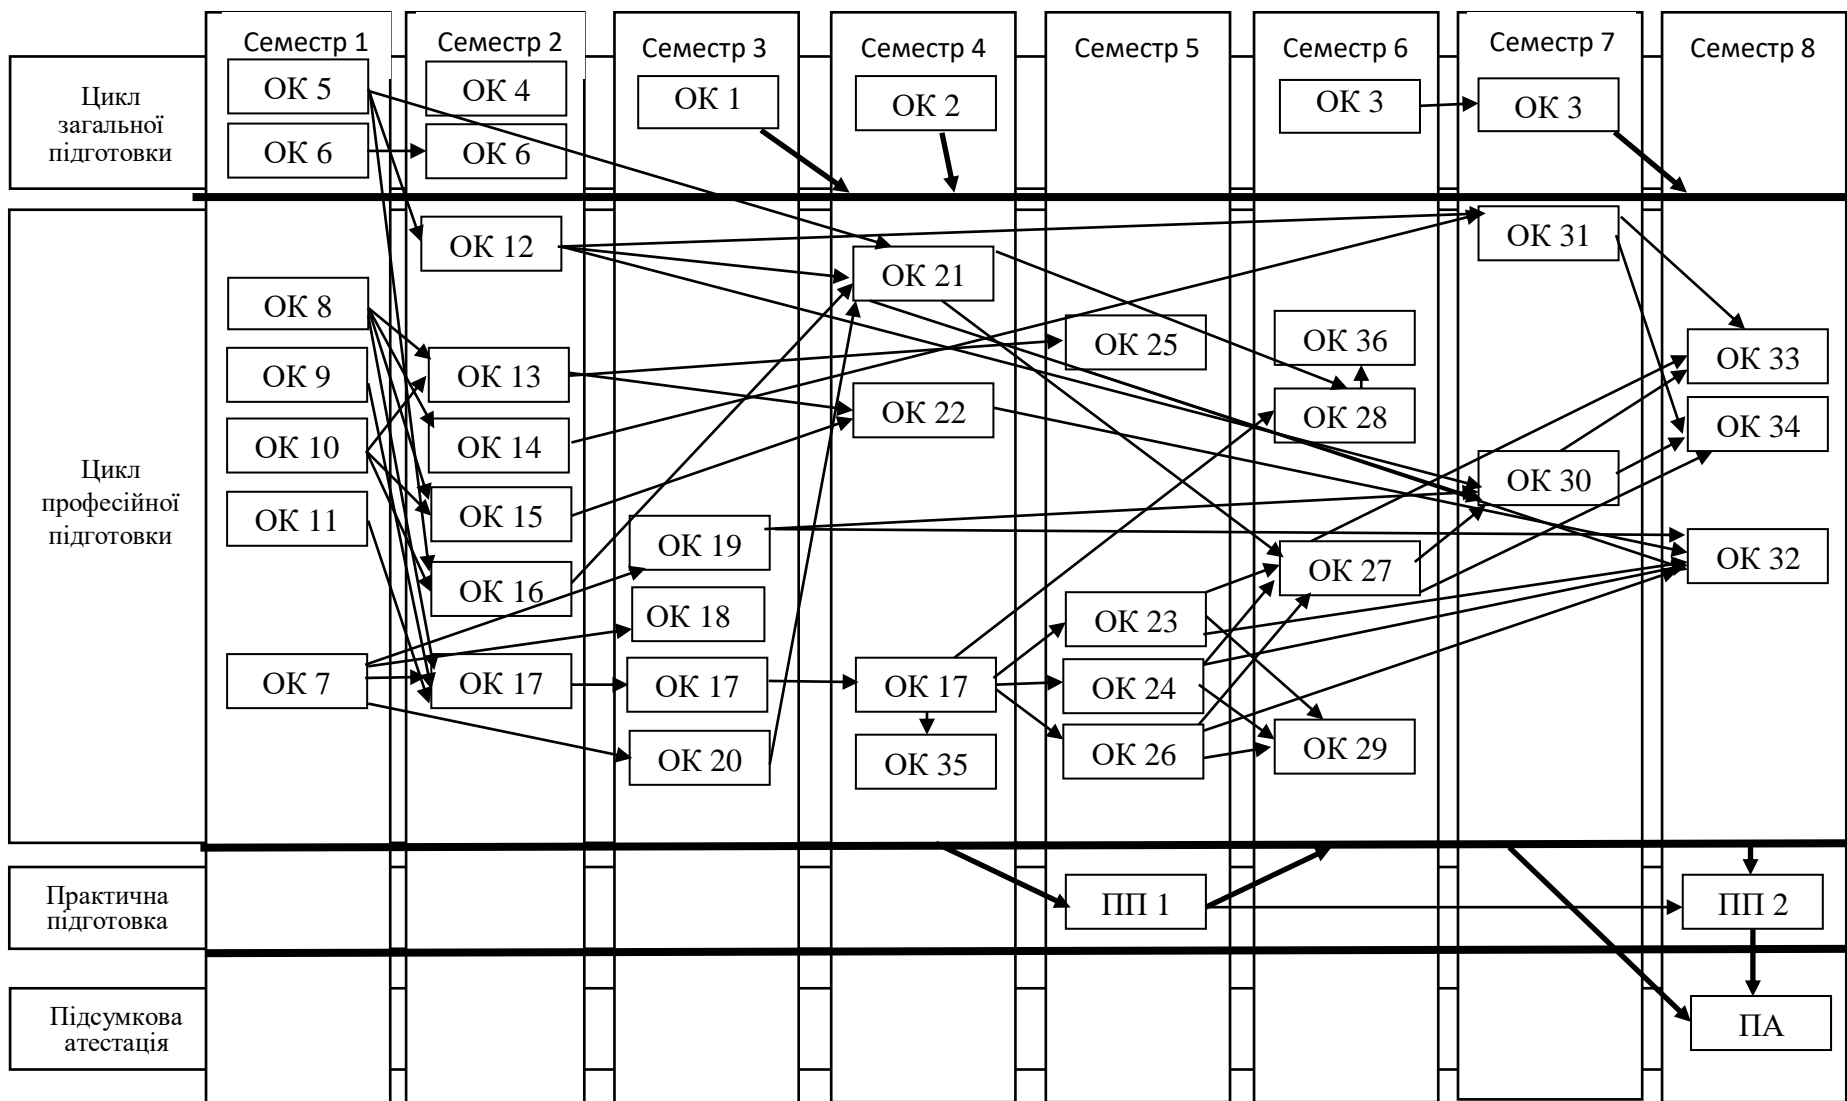 Семестр 1
Семестр 2
Семестр 3
Семестр 4
Семестр 5
Семестр 6
Семестр 7
Семестр 8
Цикл
загальної
підготовки
ОК 5
ОК 4
ОК 1
ОК 2
ОК 3
ОК 3
ОК 6
ОК 6
Цикл
професійної
підготовки
ОК 12
ОК 21
ОК 31
ОК 8
ОК 9
ОК 10
ОК 11
ОК 7
ОК 13
ОК 14
ОК 15
ОК 16
ОК 17
ОК 19
ОК 18
ОК 17
ОК 20
ОК 22
ОК 17
ОК 35
ОК 25
ОК 23
ОК 24
ОК 26
ОК 36
ОК 28
ОК 27
ОК 29
ОК 30
ОК 33
ОК 34
ОК 32
Практична
підготовка
ПП 1
ПП 2
Підсумкова
атестація
ПА